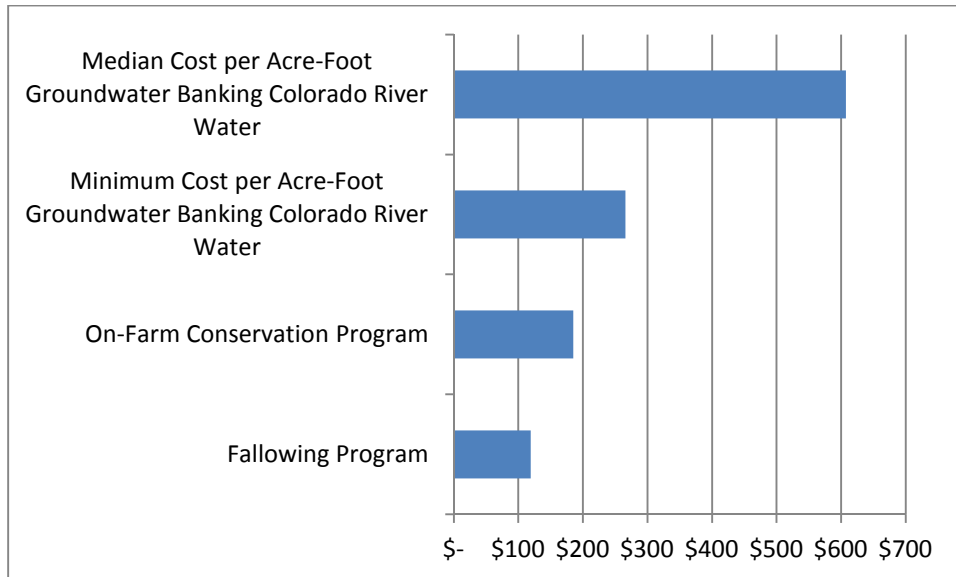 Median Cost per Acre-Foot
Groundwater Banking Colorado River
Water
Minimum Cost per Acre-Foot
Groundwater Banking Colorado River
Water
On-Farm Conservation Program
Fallowing Program
$- $100 $200 $300 $400 $500 $600 $700